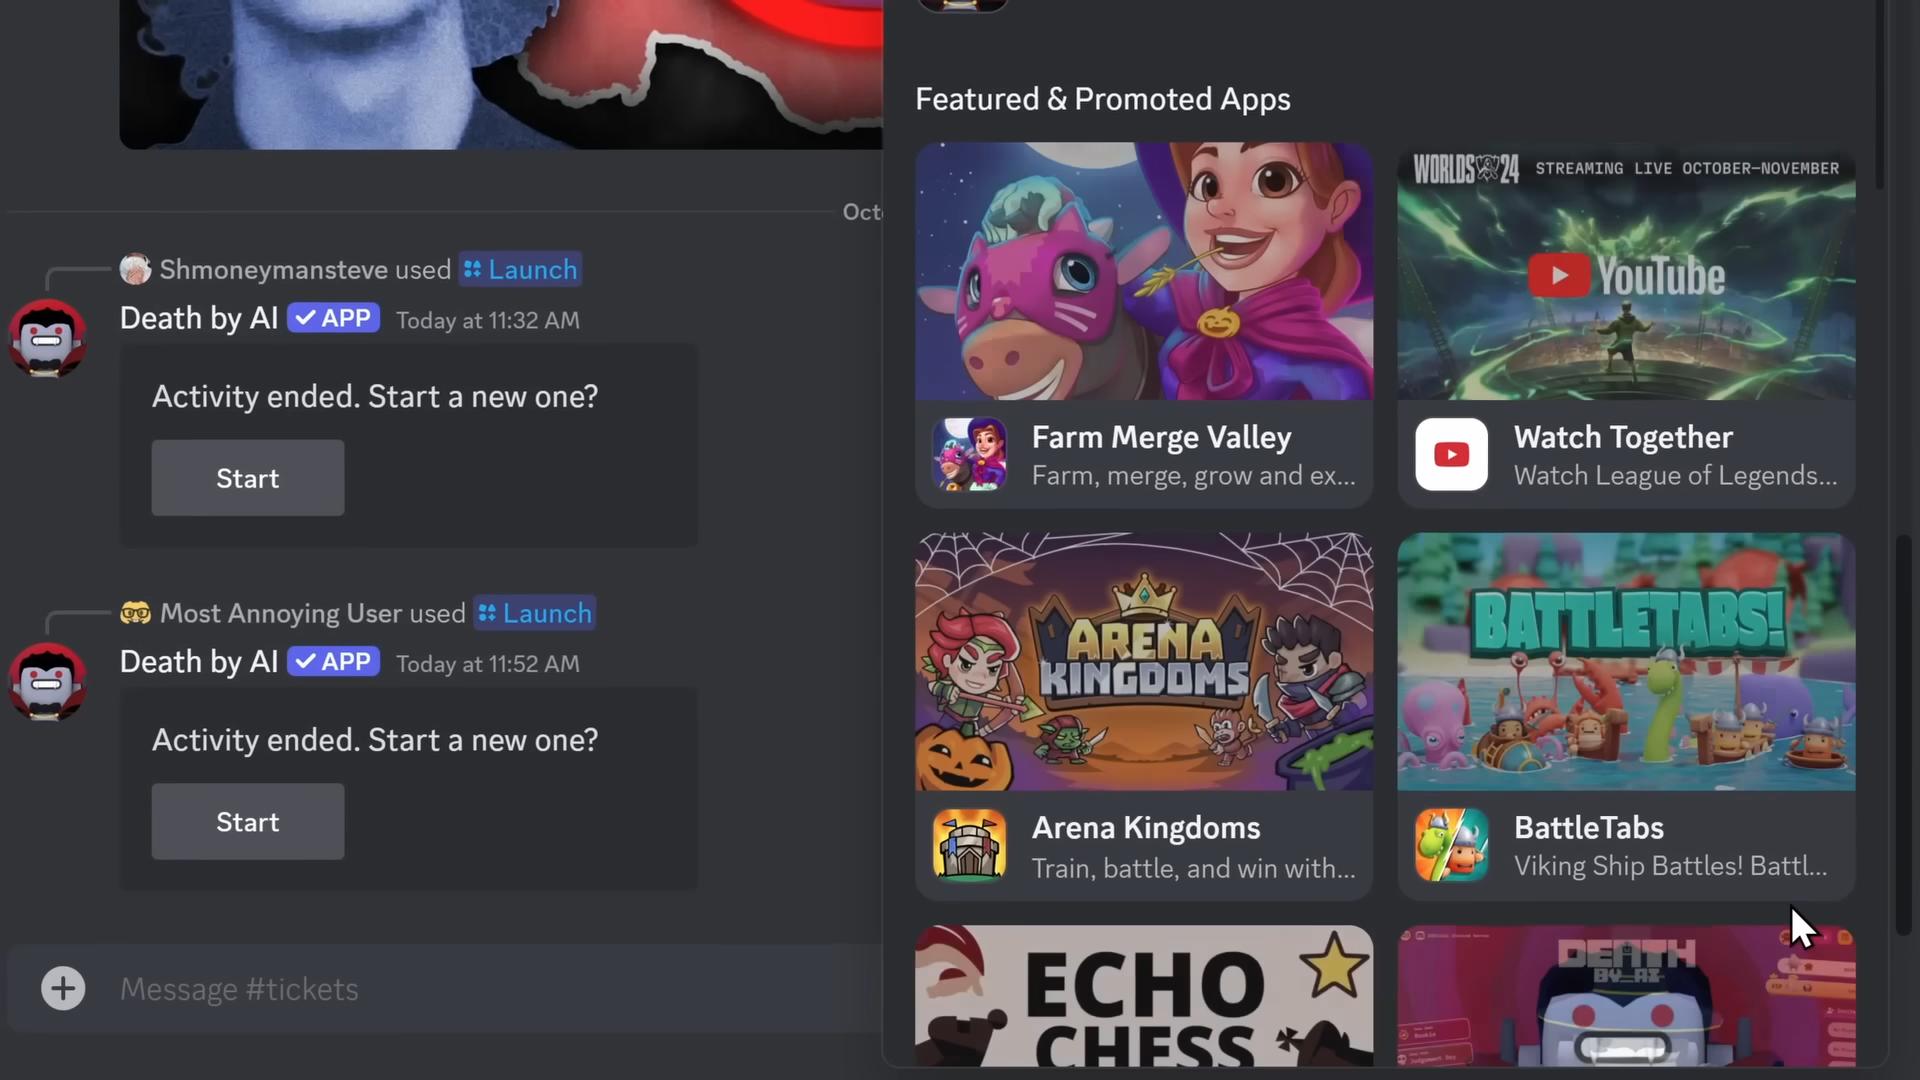 Oct
Shmoneymansteve used Launch
Death by AI APP Today at 11:32 AM
Activity ended. Start a new one?
Start
Most Annoying User used Launch
Death by AI APP Today at 11:52 AM
Activity ended. Start a new one?
Start
Message #tickets
Featured & Promoted Apps
WORLDS 24 STREAMING LIVE OCTOBER—NOVEMBER
YouTube
Farm Merge Valley
Farm, merge, grow and ex...
Watch Together
Watch League of Legends...
ARENA
KINGDOMS
BATTLETABS!
Arena Kingdoms
Train, battle, and win with...
BattleTabs
Viking Ship Battles! Battl...
ECHO
CHESS
DEATH
BY_AI